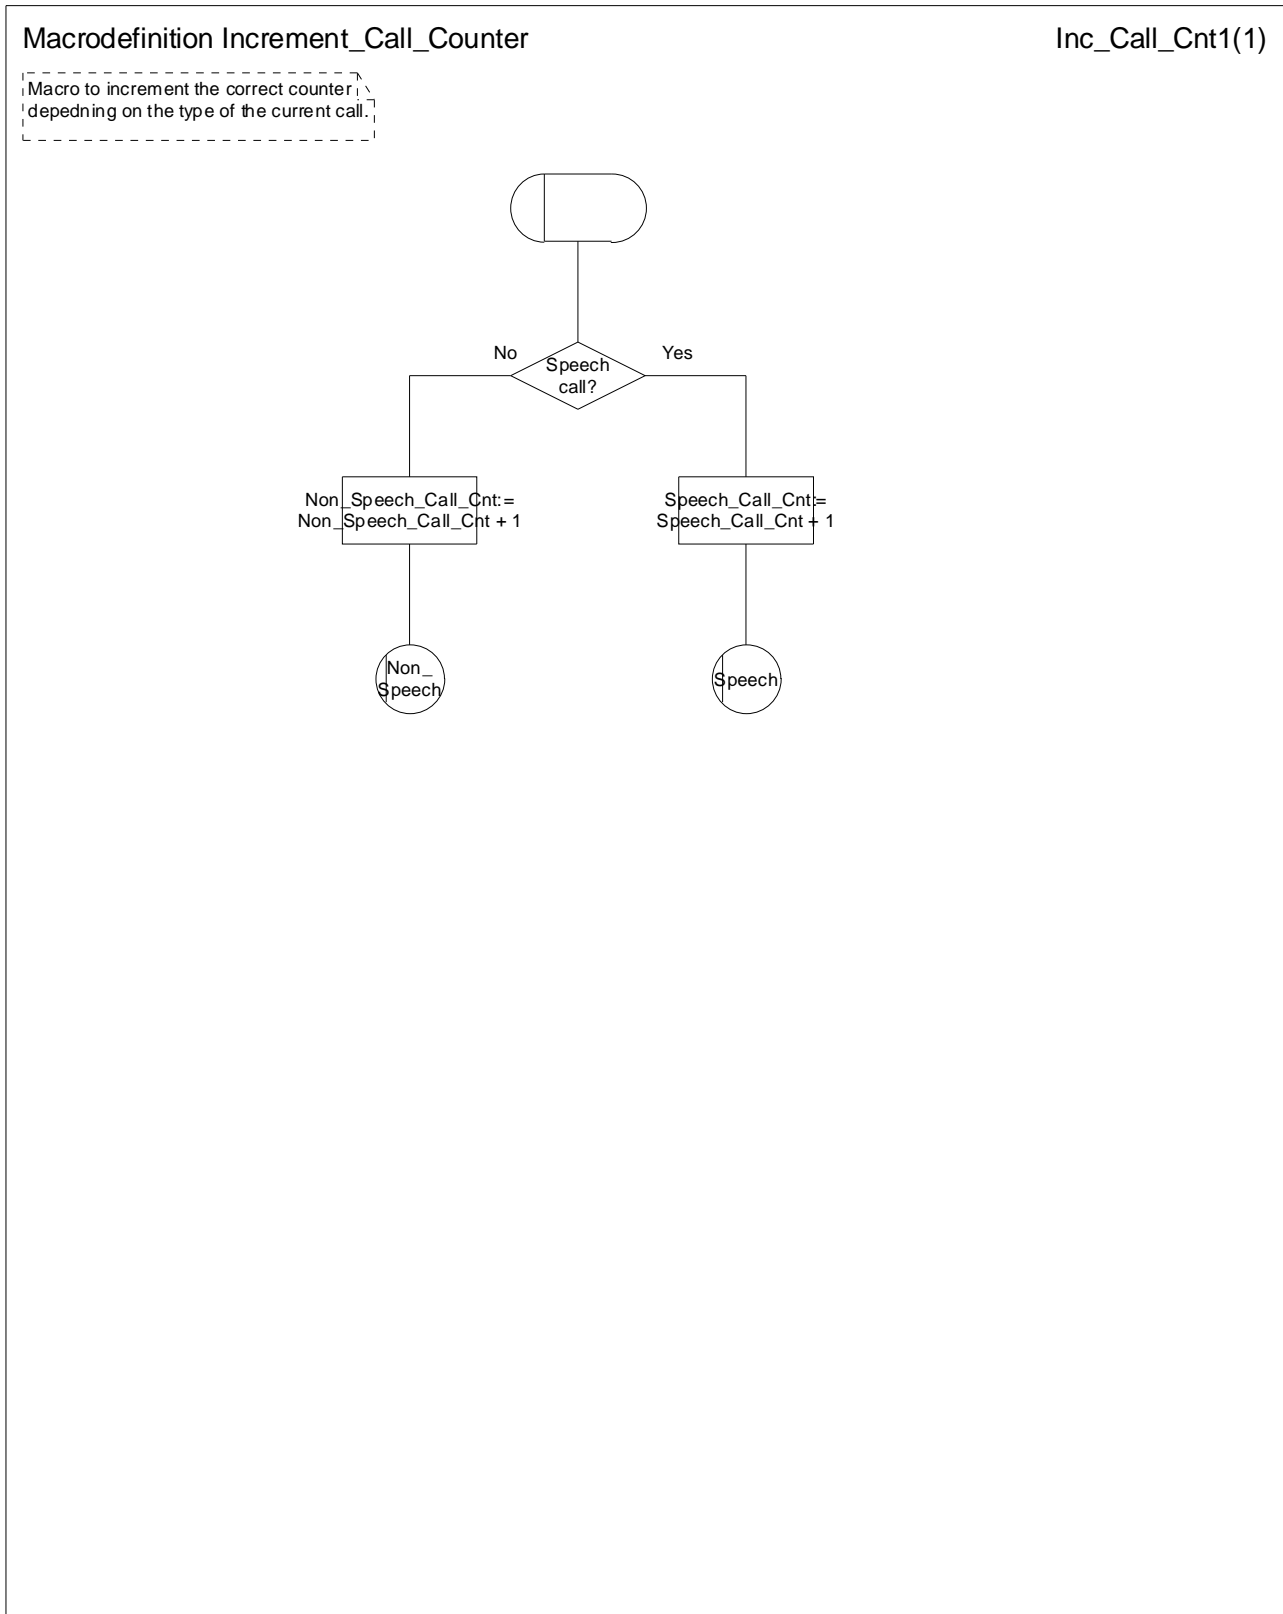 Macrodefinition Increment_Call_Counter
Inc_Call_Cnt1(1)
Macro to increment the correct counter
depedning on the type of the current call.
No
Yes
Speech
call?
Non_Speech_Call_Cnt:=
Non_Speech_Call_Cnt + 1
Speech_Call_Cnt:=
Speech_Call_Cnt + 1
Non_
Speech
Speech